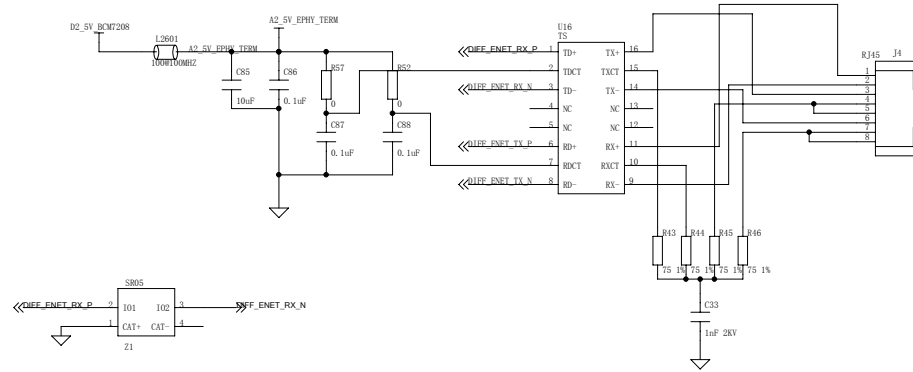 D2_5V_BCM7208
L2601
100@100MHZ
A2_5V_EPHY_TERM
A2_5V_EPHY_TERM
C85
10uF
C86
0.1uF
R57
0
R52
0
C87
0.1uF
C88
0.1uF
U16
TS
DIFF_ENET_RX_P 1 TD+ TX+ 16
2 TDCT TXCT 15
DIFF_ENET_RX_N 3 TD- TX- 14
4 NC NC 13
5 NC NC 12
DIFF_ENET_TX_P 6 RD+ RX+ 11
7 RDCT RXCT 10
DIFF_ENET_TX_N 8 RD- RX- 9
RJ45 J4
1
2
3
4
5
6
7
8
R43 R44 R45 R46
75 1% 75 1% 75 1% 75 1%
C33
1nF 2KV
SR05
DIFF_ENET_RX_P 2 IO1 IO2 3 DIFF_ENET_RX_N
1 CAT+ CAT- 4
Z1